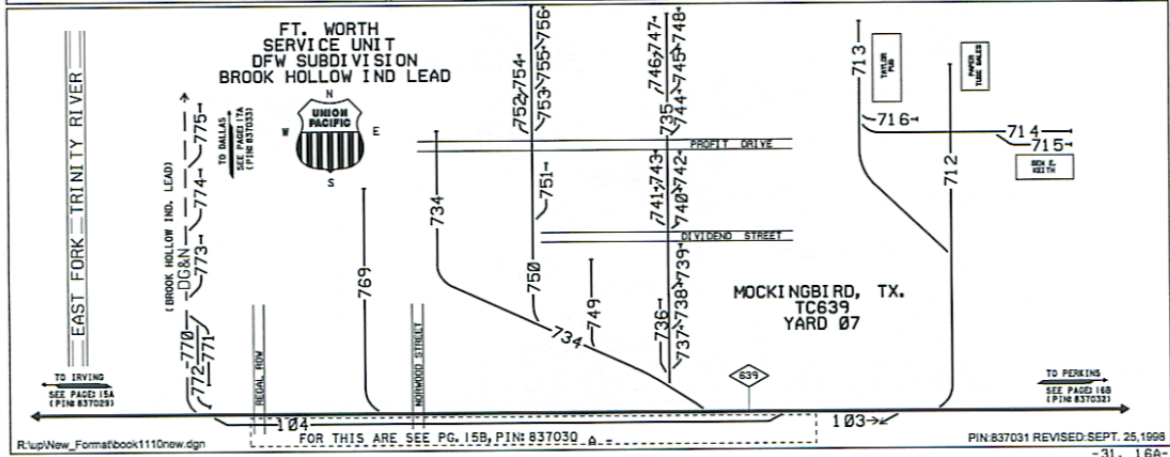 FT. WORTH
SERVICE UNIT
DFW SUBDIVISION
BROOK HOLLOW IND LEAD
N
W
E
S
UNION
PACIFIC
EAST FORK TRINITY RIVER
(BROOK HOLLOW IND. LEAD)
DG&N
TO DALLAS
SEE PAGE: 17A
(PIN: 837033)
775
774
773
770
771
772
769
734
752
754
756
753
755
751
750
749
734
746
747
748
735
744
745
741
743
742
740
739
736
738
737
PROFIT DRIVE
DIVIDEND STREET
713
TAYLOR
PUB
PAPER
TUBE SALES
716
714
715
BEN E.
KEITH
712
MOCKINGBIRD, TX.
TC639
YARD 07
639
REGAL ROW
NORWOOD STREET
TO IRVING
SEE PAGE: 15A
(PIN: 837029)
TO PERKINS
SEE PAGE: 16B
(PIN: 837032)
104
103
FOR THIS ARE SEE PG. 15B, PIN: 837030 A -
R:\up\New_Format\book1110new.dgn
PIN:837031 REVISED:SEPT. 25,1998
-31. 16A-